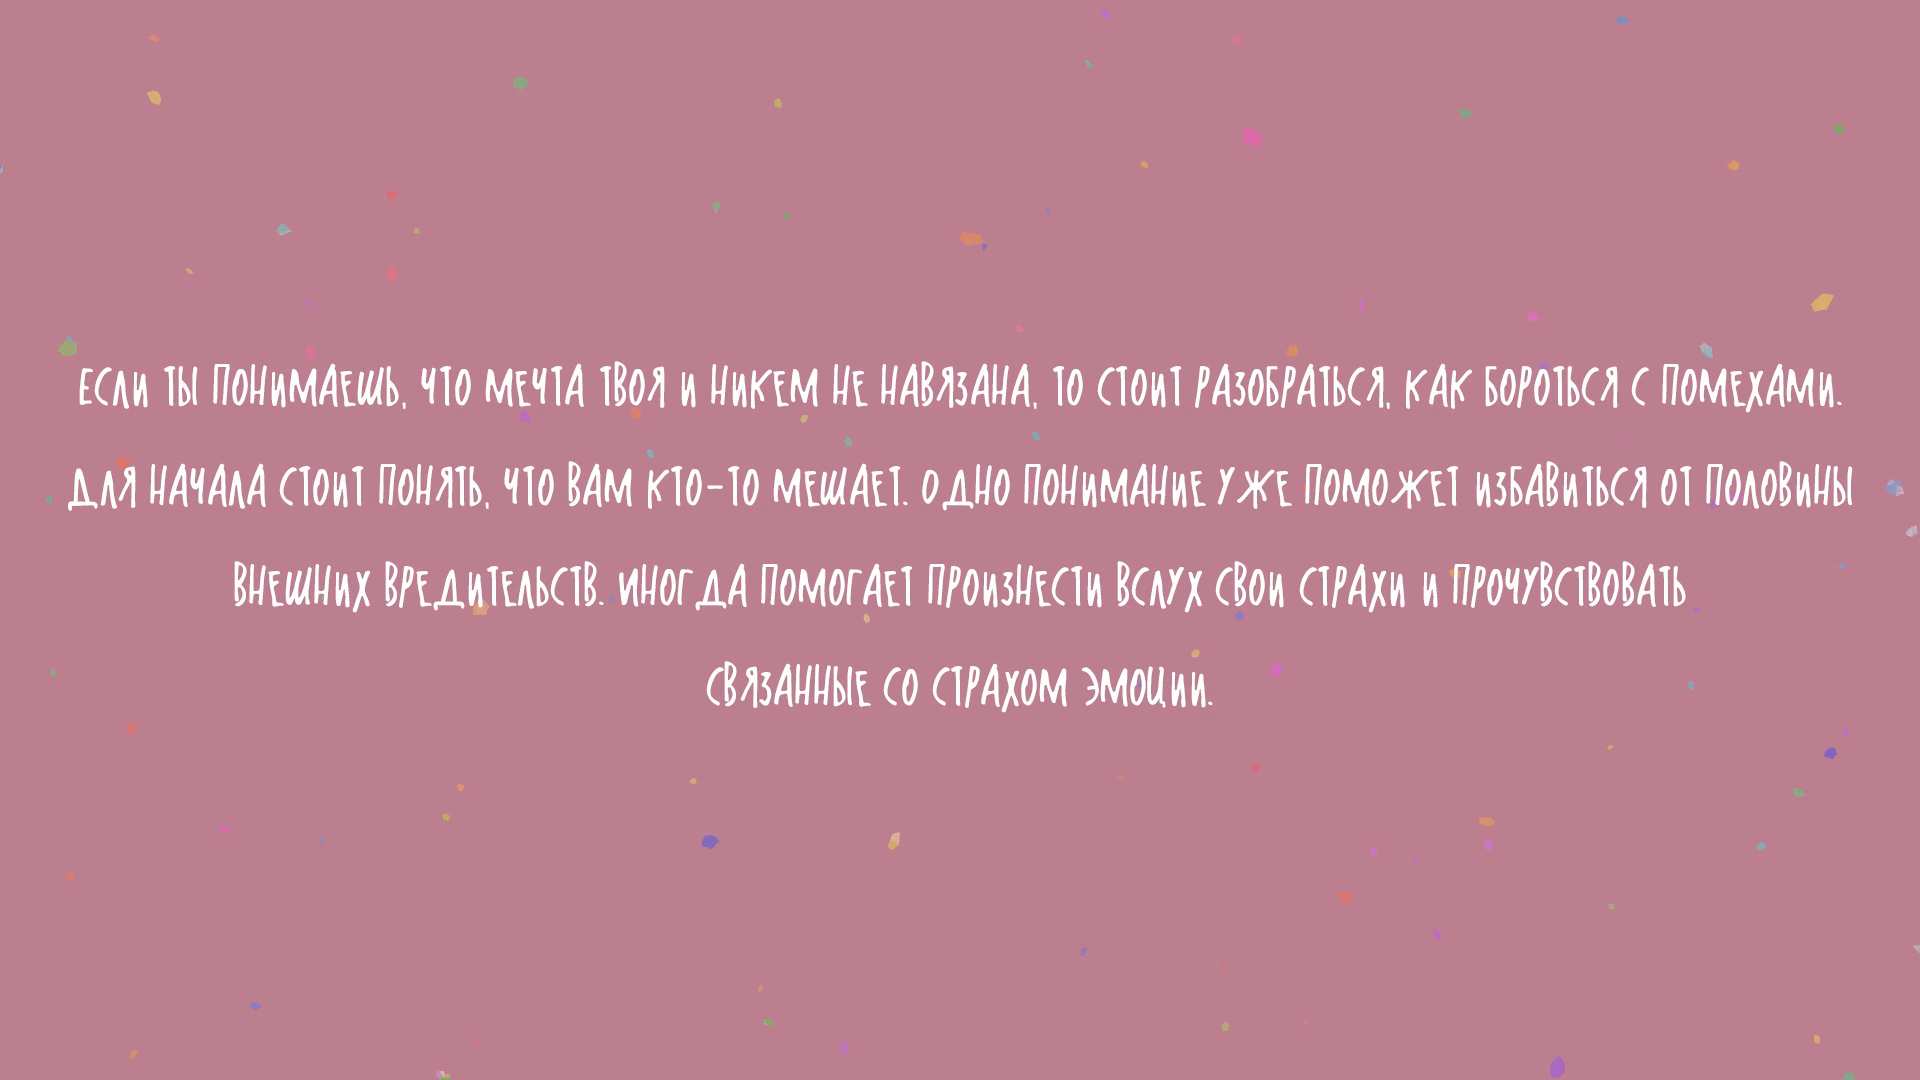 Если ты понимаешь, что мечта твоя и никем не навязана, то стоит разобраться, как бороться с помехами.
Для начала стоит понять, что вам кто-то мешает. Одно понимание уже поможет избавиться от половины
внешних вредительств. Иногда помогает произнести вслух свои страхи и прочувствовать
связанные со страхом эмоции.